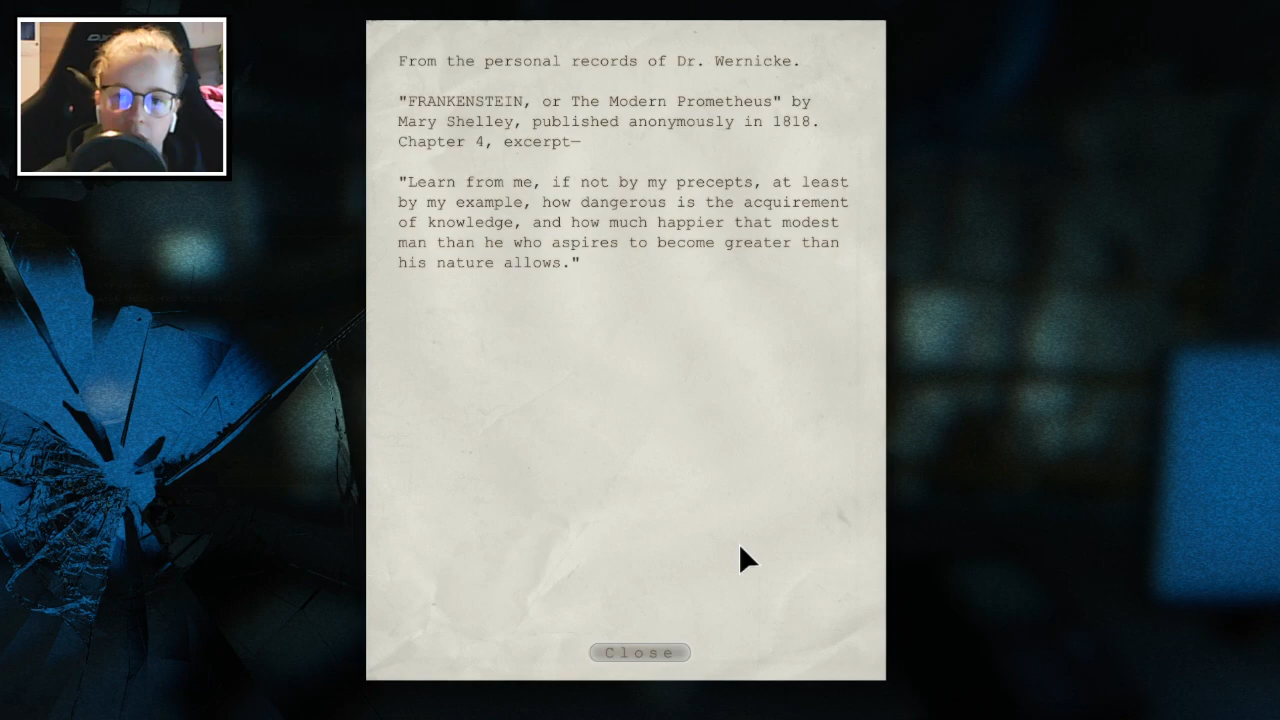 From the personal records of Dr. Wernicke.
"FRANKENSTEIN, or The Modern Prometheus" by
Mary Shelley, published anonymously in 1818.
Chapter 4, excerpt—
"Learn from me, if not by my precepts, at least
by my example, how dangerous is the acquirement
of knowledge, and how much happier that modest
man than he who aspires to become greater than
his nature allows."
Close